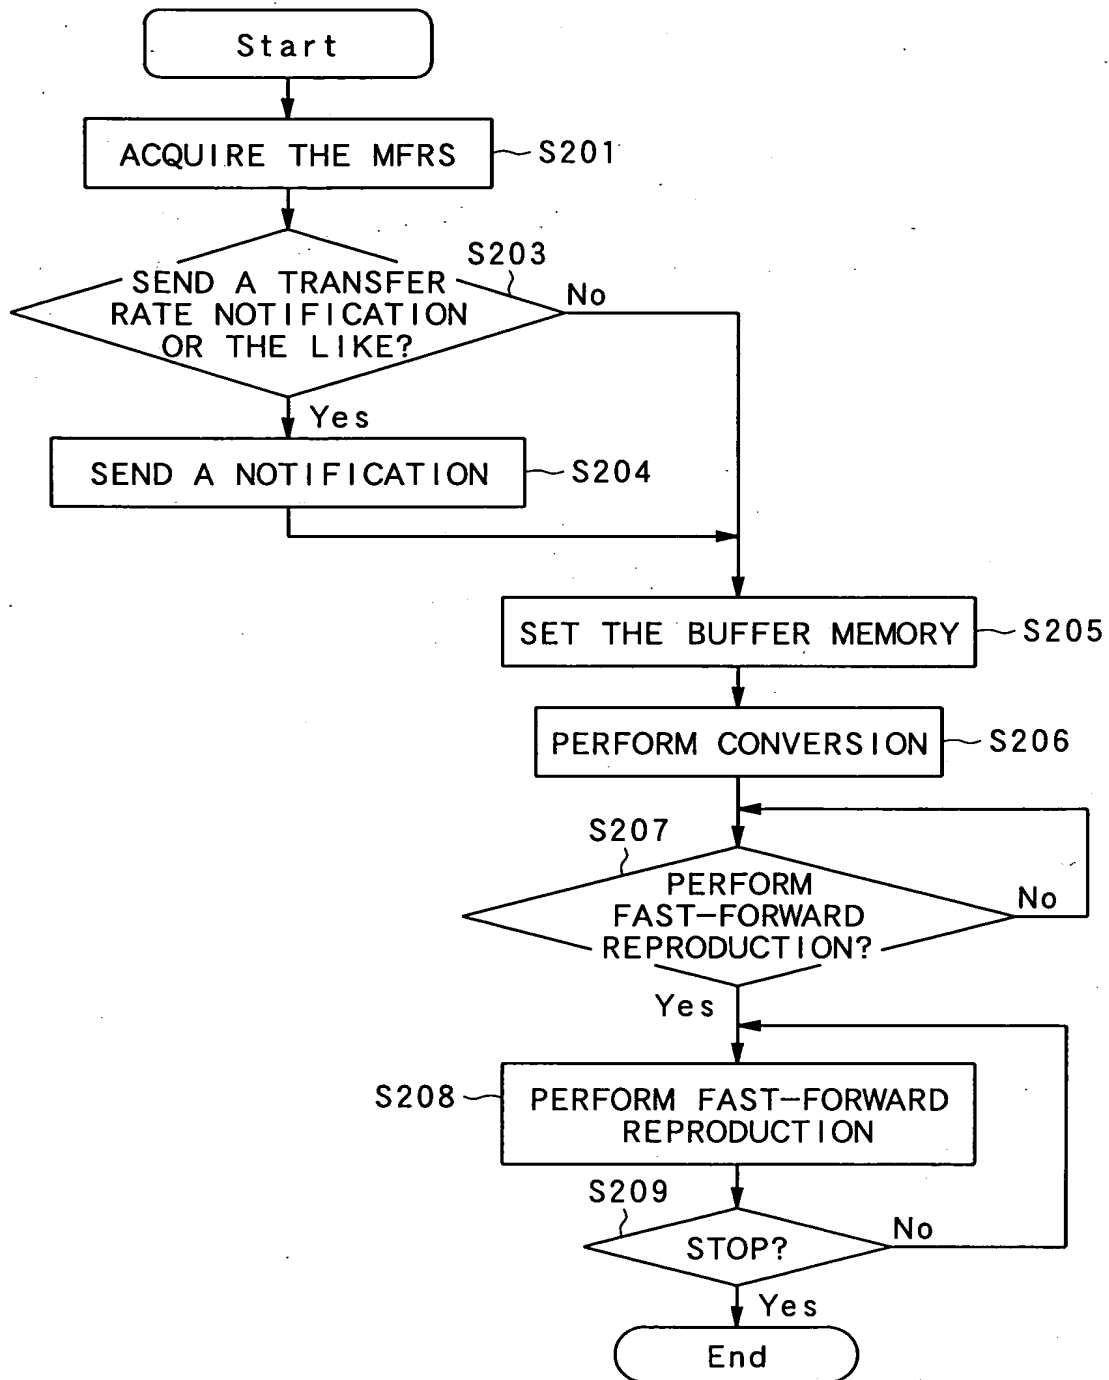 Start
ACQUIRE THE MFRS
S201
S203
SEND A TRANSFER
RATE NOTIFICATION
OR THE LIKE?
No
Yes
SEND A NOTIFICATION
S204
SET THE BUFFER MEMORY
S205
PERFORM CONVERSION
S206
S207
PERFORM
FAST-FORWARD
REPRODUCTION?
No
Yes
S208
PERFORM FAST-FORWARD
REPRODUCTION
S209
STOP?
No
Yes
End